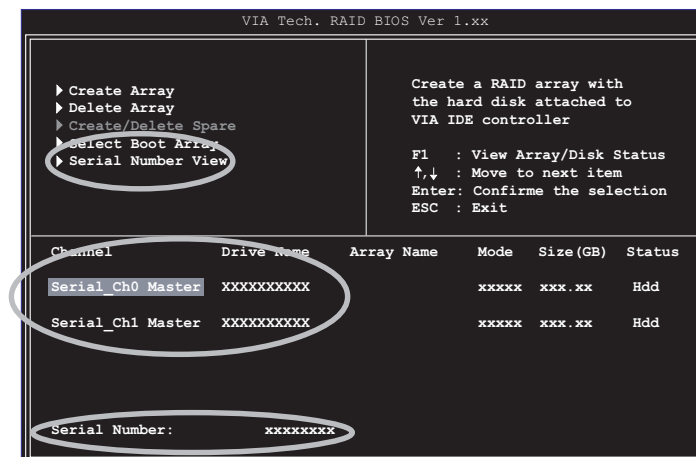 VIA Tech. RAID BIOS Ver 1.xx
Create Array
Delete Array
Create/Delete Spare
Select Boot Array
Serial Number View
Create a RAID array with
the hard disk attached to
VIA IDE controller
F1 : View Array/Disk Status
↑,↓ : Move to next item
Enter: Confirme the selection
ESC : Exit
Channel Drive Name Array Name Mode Size(GB) Status
Serial_Ch0 Master XXXXXXXXXX xxxxx xxx.xx Hdd
Serial_Ch1 Master XXXXXXXXXX xxxxx xxx.xx Hdd
Serial Number: xxxxxxxx